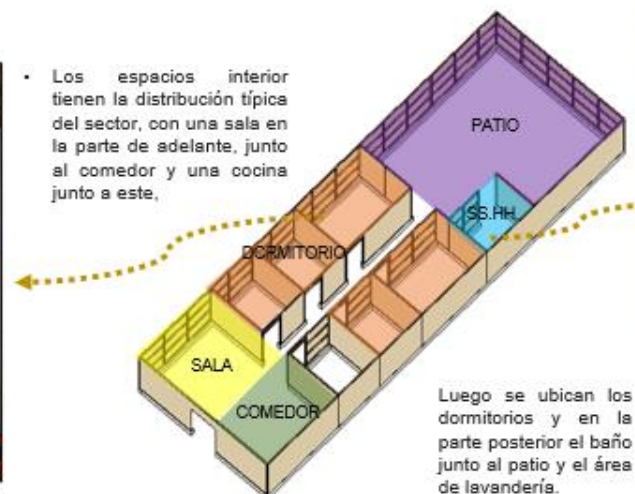 • Los espacios interior
tienen la distribución típica
del sector, con una sala en
la parte de adelante, junto
al comedor y una cocina
junto a este,
PATIO
SS.HH.
DORMITORIO
SALA
COMEDOR
Luego se ubican los
dormitorios y en la
parte posterior el baño
junto al patio y el área
de lavandería.